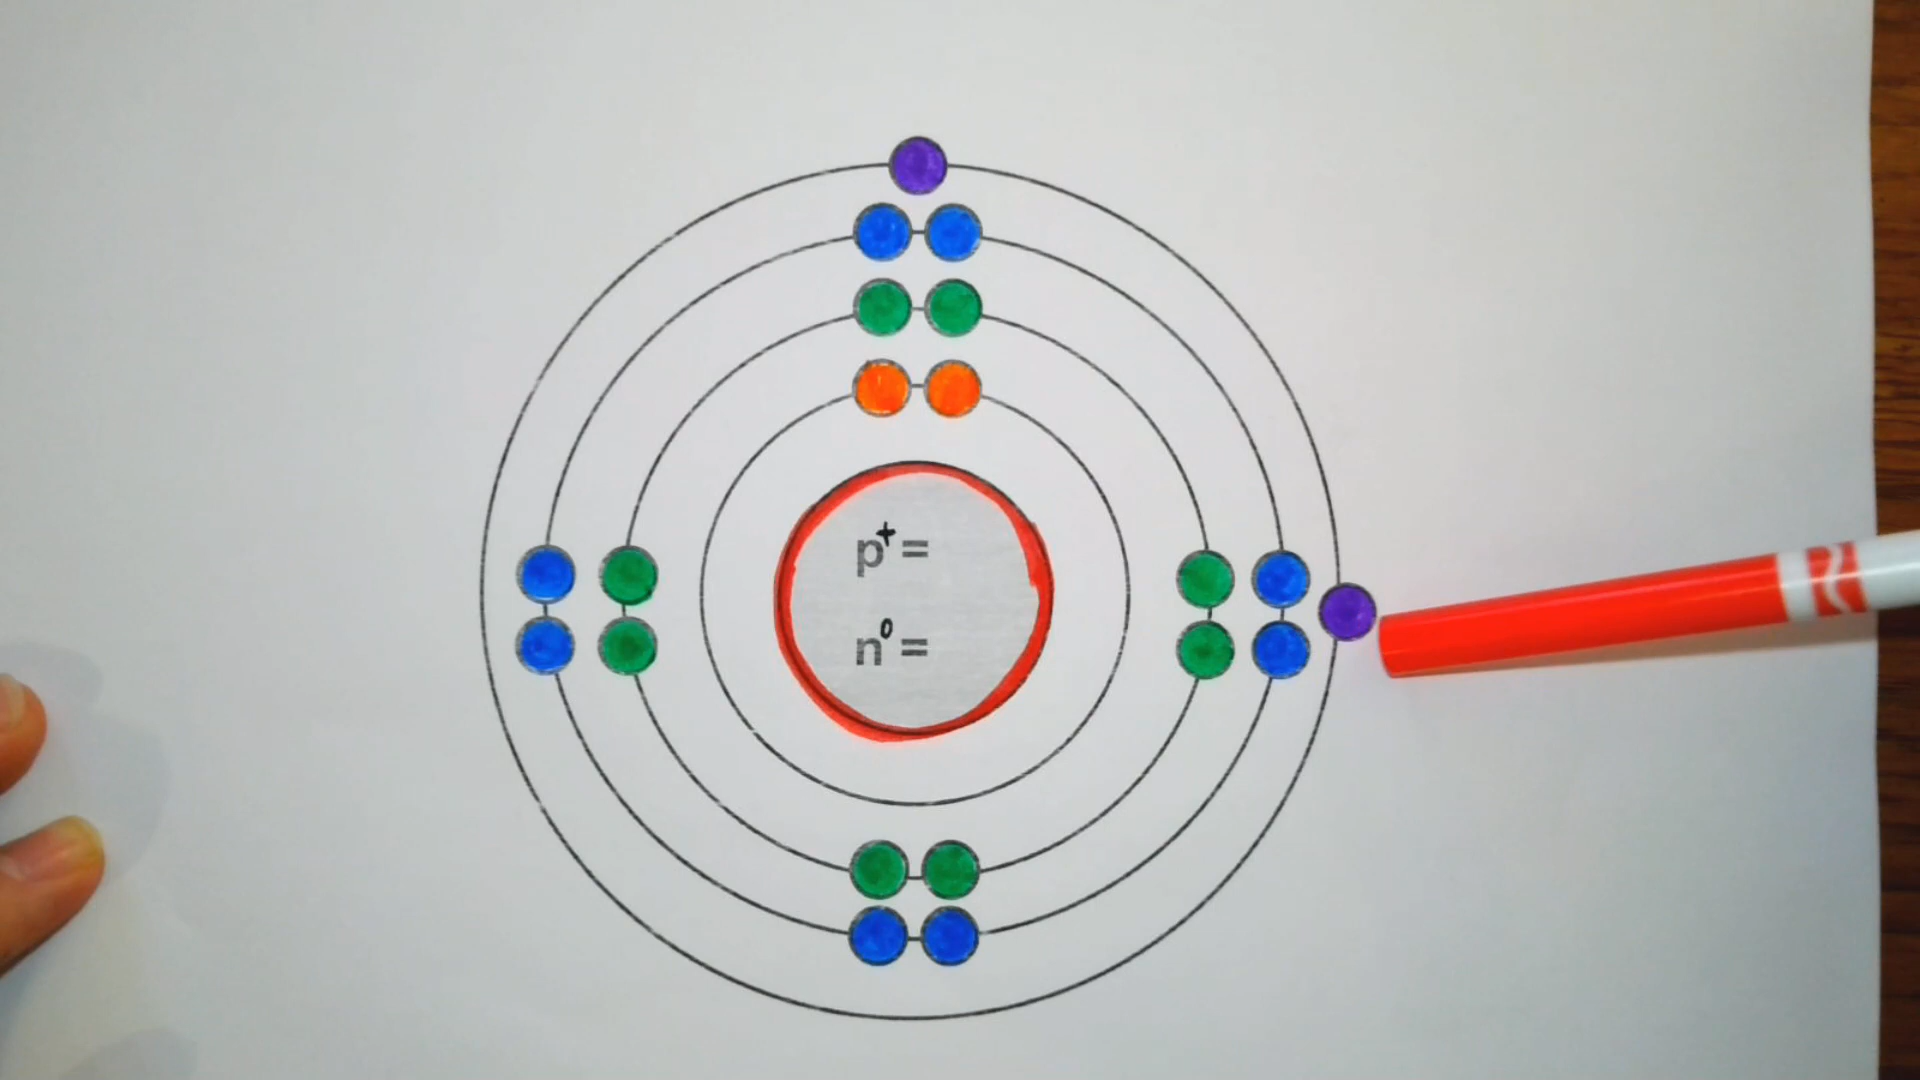 p⁺ =
n⁰ =